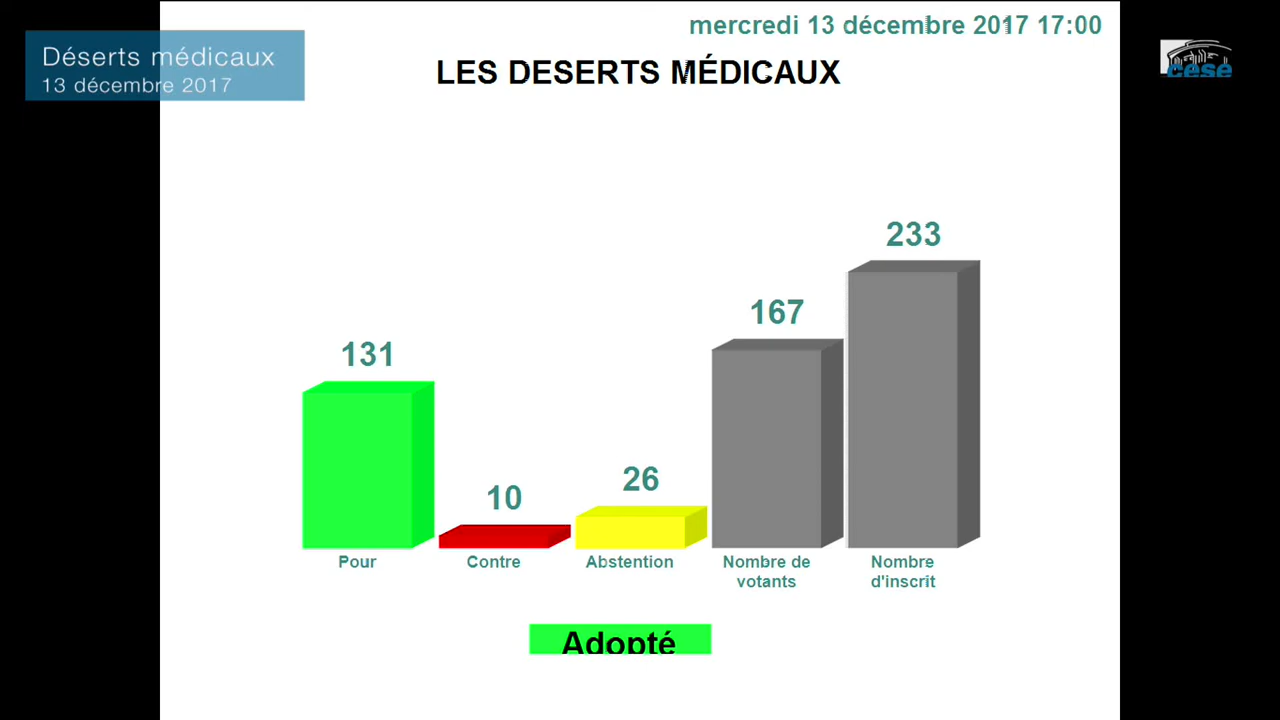 mercredi 13 décembre 2017 17:00
Déserts médicaux
13 décembre 2017
LES DESERTS MÉDICAUX
cese
233
167
131
26
10
Pour
Contre
Abstention
Nombre de
votants
Nombre
d'inscrit
Adopté